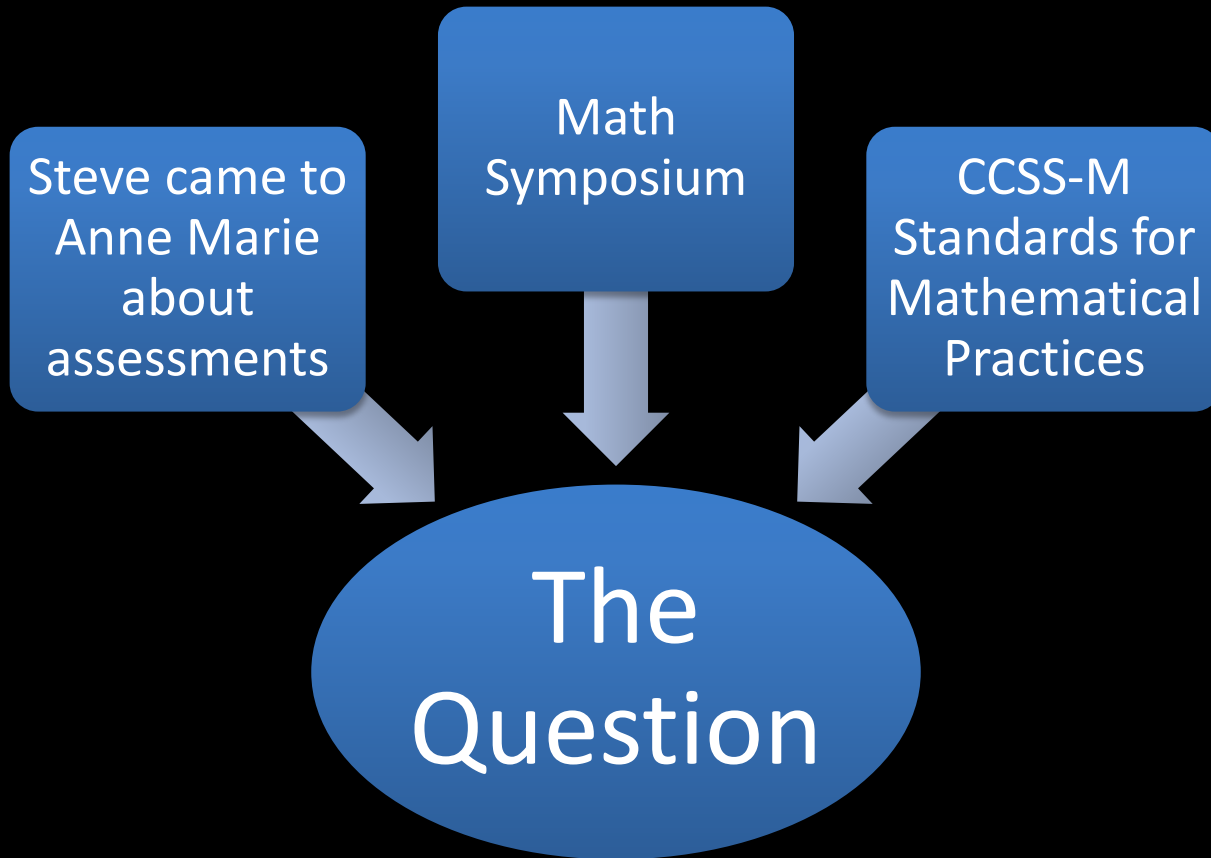 Steve came to
Anne Marie
about
assessments
Math
Symposium
CCSS-M
Standards for
Mathematical
Practices
The
Question